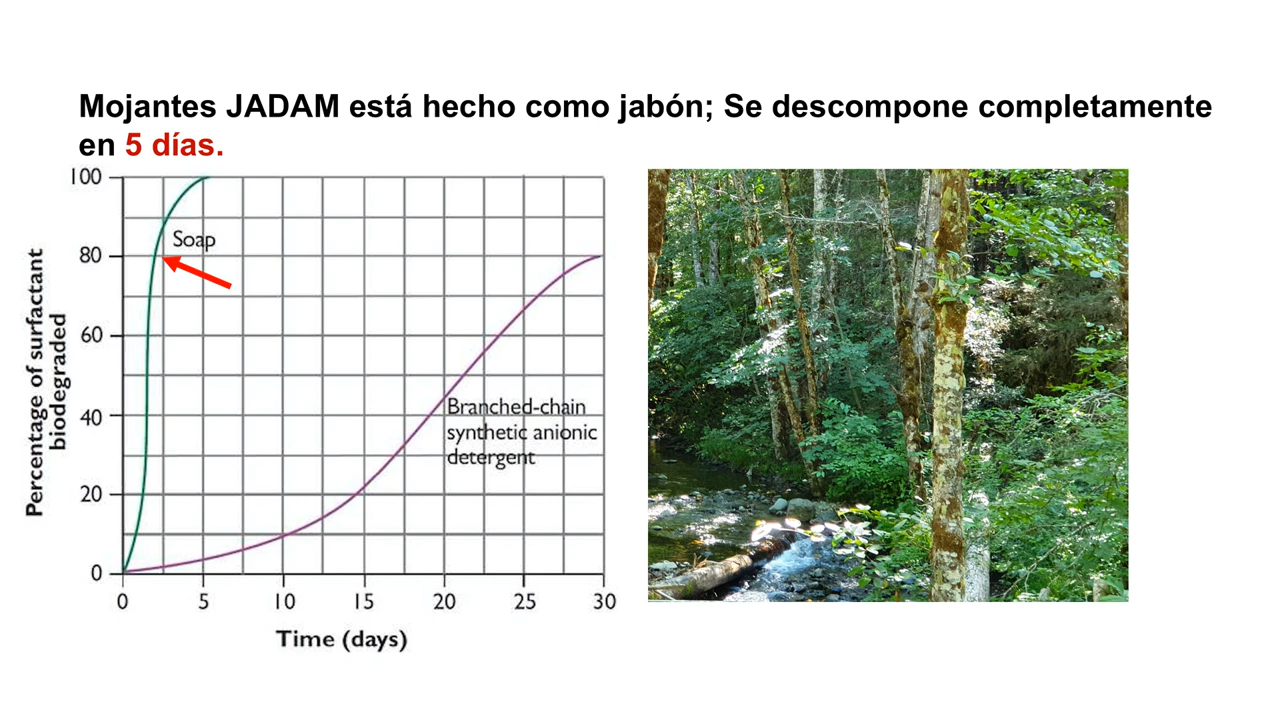 Mojantes JADAM está hecho como jabón; Se descompone completamente
en 5 días.
100
80
60
40
20
0
Percentage of surfactant
biodegraded
Soap
Branched-chain
synthetic anionic
detergent
0 5 10 15 20 25 30
Time (days)